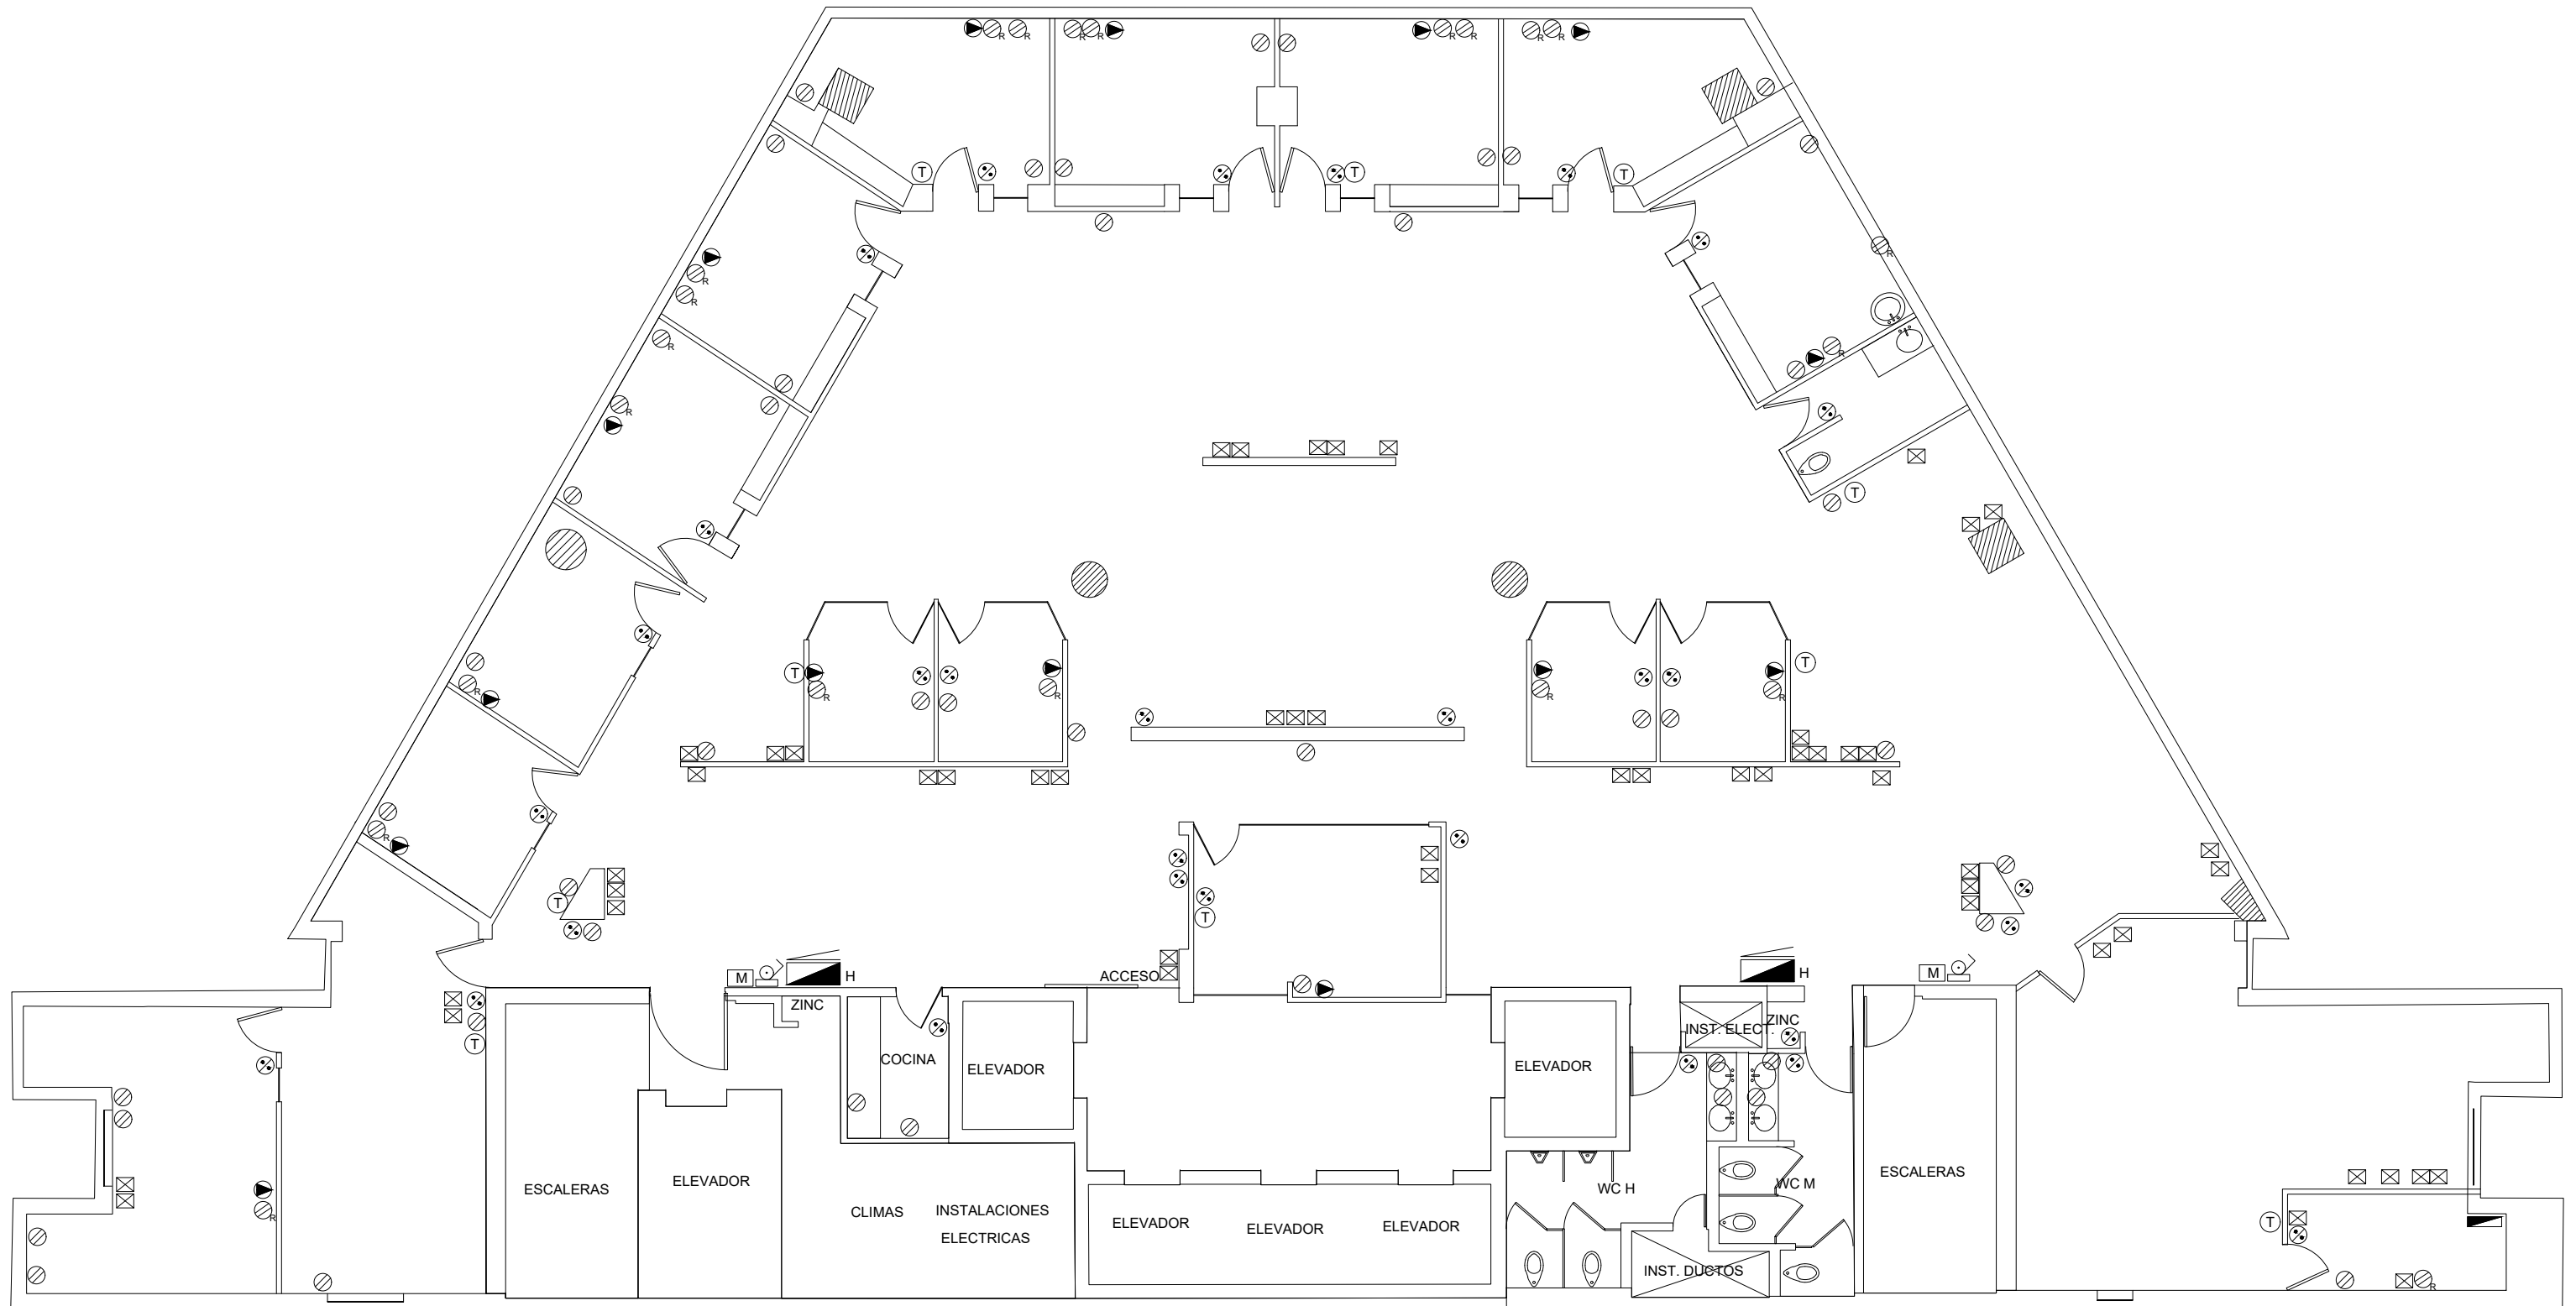 R
R
R
R
R
R
R
R
T
T
T
R
R
R
R
R
R
T
T
T
R
R
R
R
R
R
T
T
M
H
ACCESO
H
M
ZINC
ZINC
INST. ELECT.
T
COCINA
ELEVADOR
ELEVADOR
ESCALERAS
ELEVADOR
WC H
WC M
ESCALERAS
CLIMAS
INSTALACIONES
ELECTRICAS
R
ELEVADOR
ELEVADOR
ELEVADOR
T
INST. DUCTOS
R